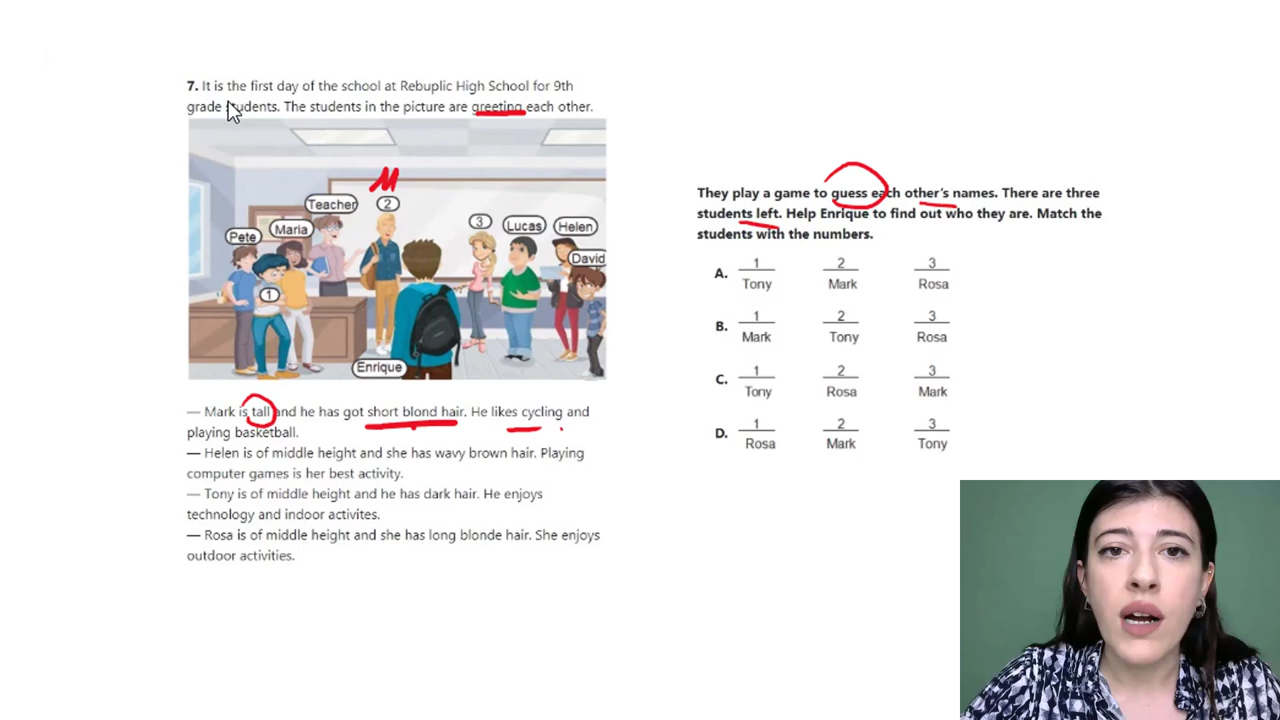 7. It is the first day of the school at Rebuplic High School for 9th
grade students. The students in the picture are greeting each other.
M
Teacher
2
Maria
Pete
3
Lucas
Helen
David
1
Enrique
— Mark is tall and he has got short blond hair. He likes cycling and
playing basketball.
— Helen is of middle height and she has wavy brown hair. Playing
computer games is her best activity.
— Tony is of middle height and he has dark hair. He enjoys
technology and indoor activites.
— Rosa is of middle height and she has long blonde hair. She enjoys
outdoor activities.
They play a game to guess each other's names. There are three
students left. Help Enrique to find out who they are. Match the
students with the numbers.
A. 1 2 3
Tony Mark Rosa
B. 1 2 3
Mark Tony Rosa
C. 1 2 3
Tony Rosa Mark
D. 1 2 3
Rosa Mark Tony